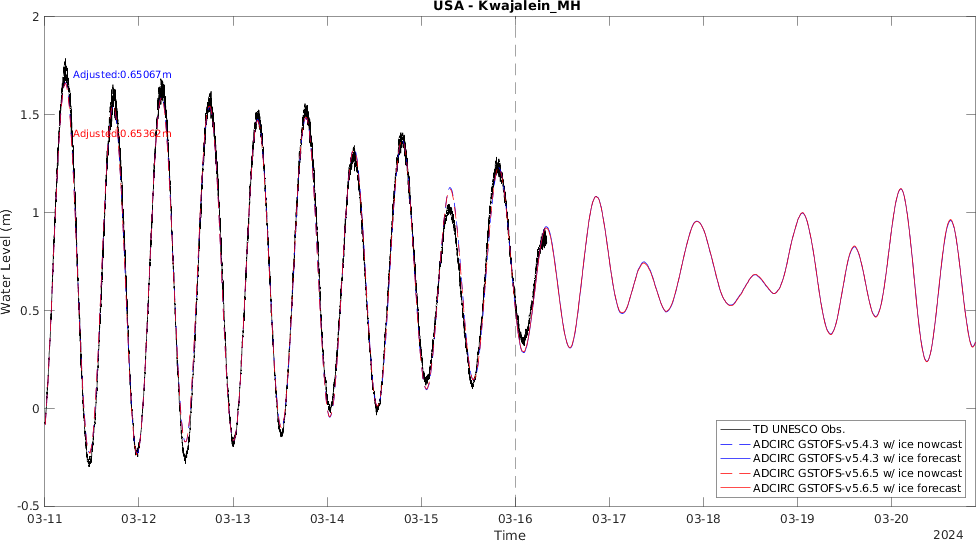 USA - Kwajalein_MH
2
1.5
1
0.5
0
-0.5
Water Level (m)
Adjusted:0.65067m
Adjusted:0.65362m
TD UNESCO Obs.
ADCIRC GSTOFS-v5.4.3 w/ ice nowcast
ADCIRC GSTOFS-v5.4.3 w/ ice forecast
ADCIRC GSTOFS-v5.6.5 w/ ice nowcast
ADCIRC GSTOFS-v5.6.5 w/ ice forecast
03-11 03-12 03-13 03-14 03-15 03-16 03-17 03-18 03-19 03-20
Time
2024